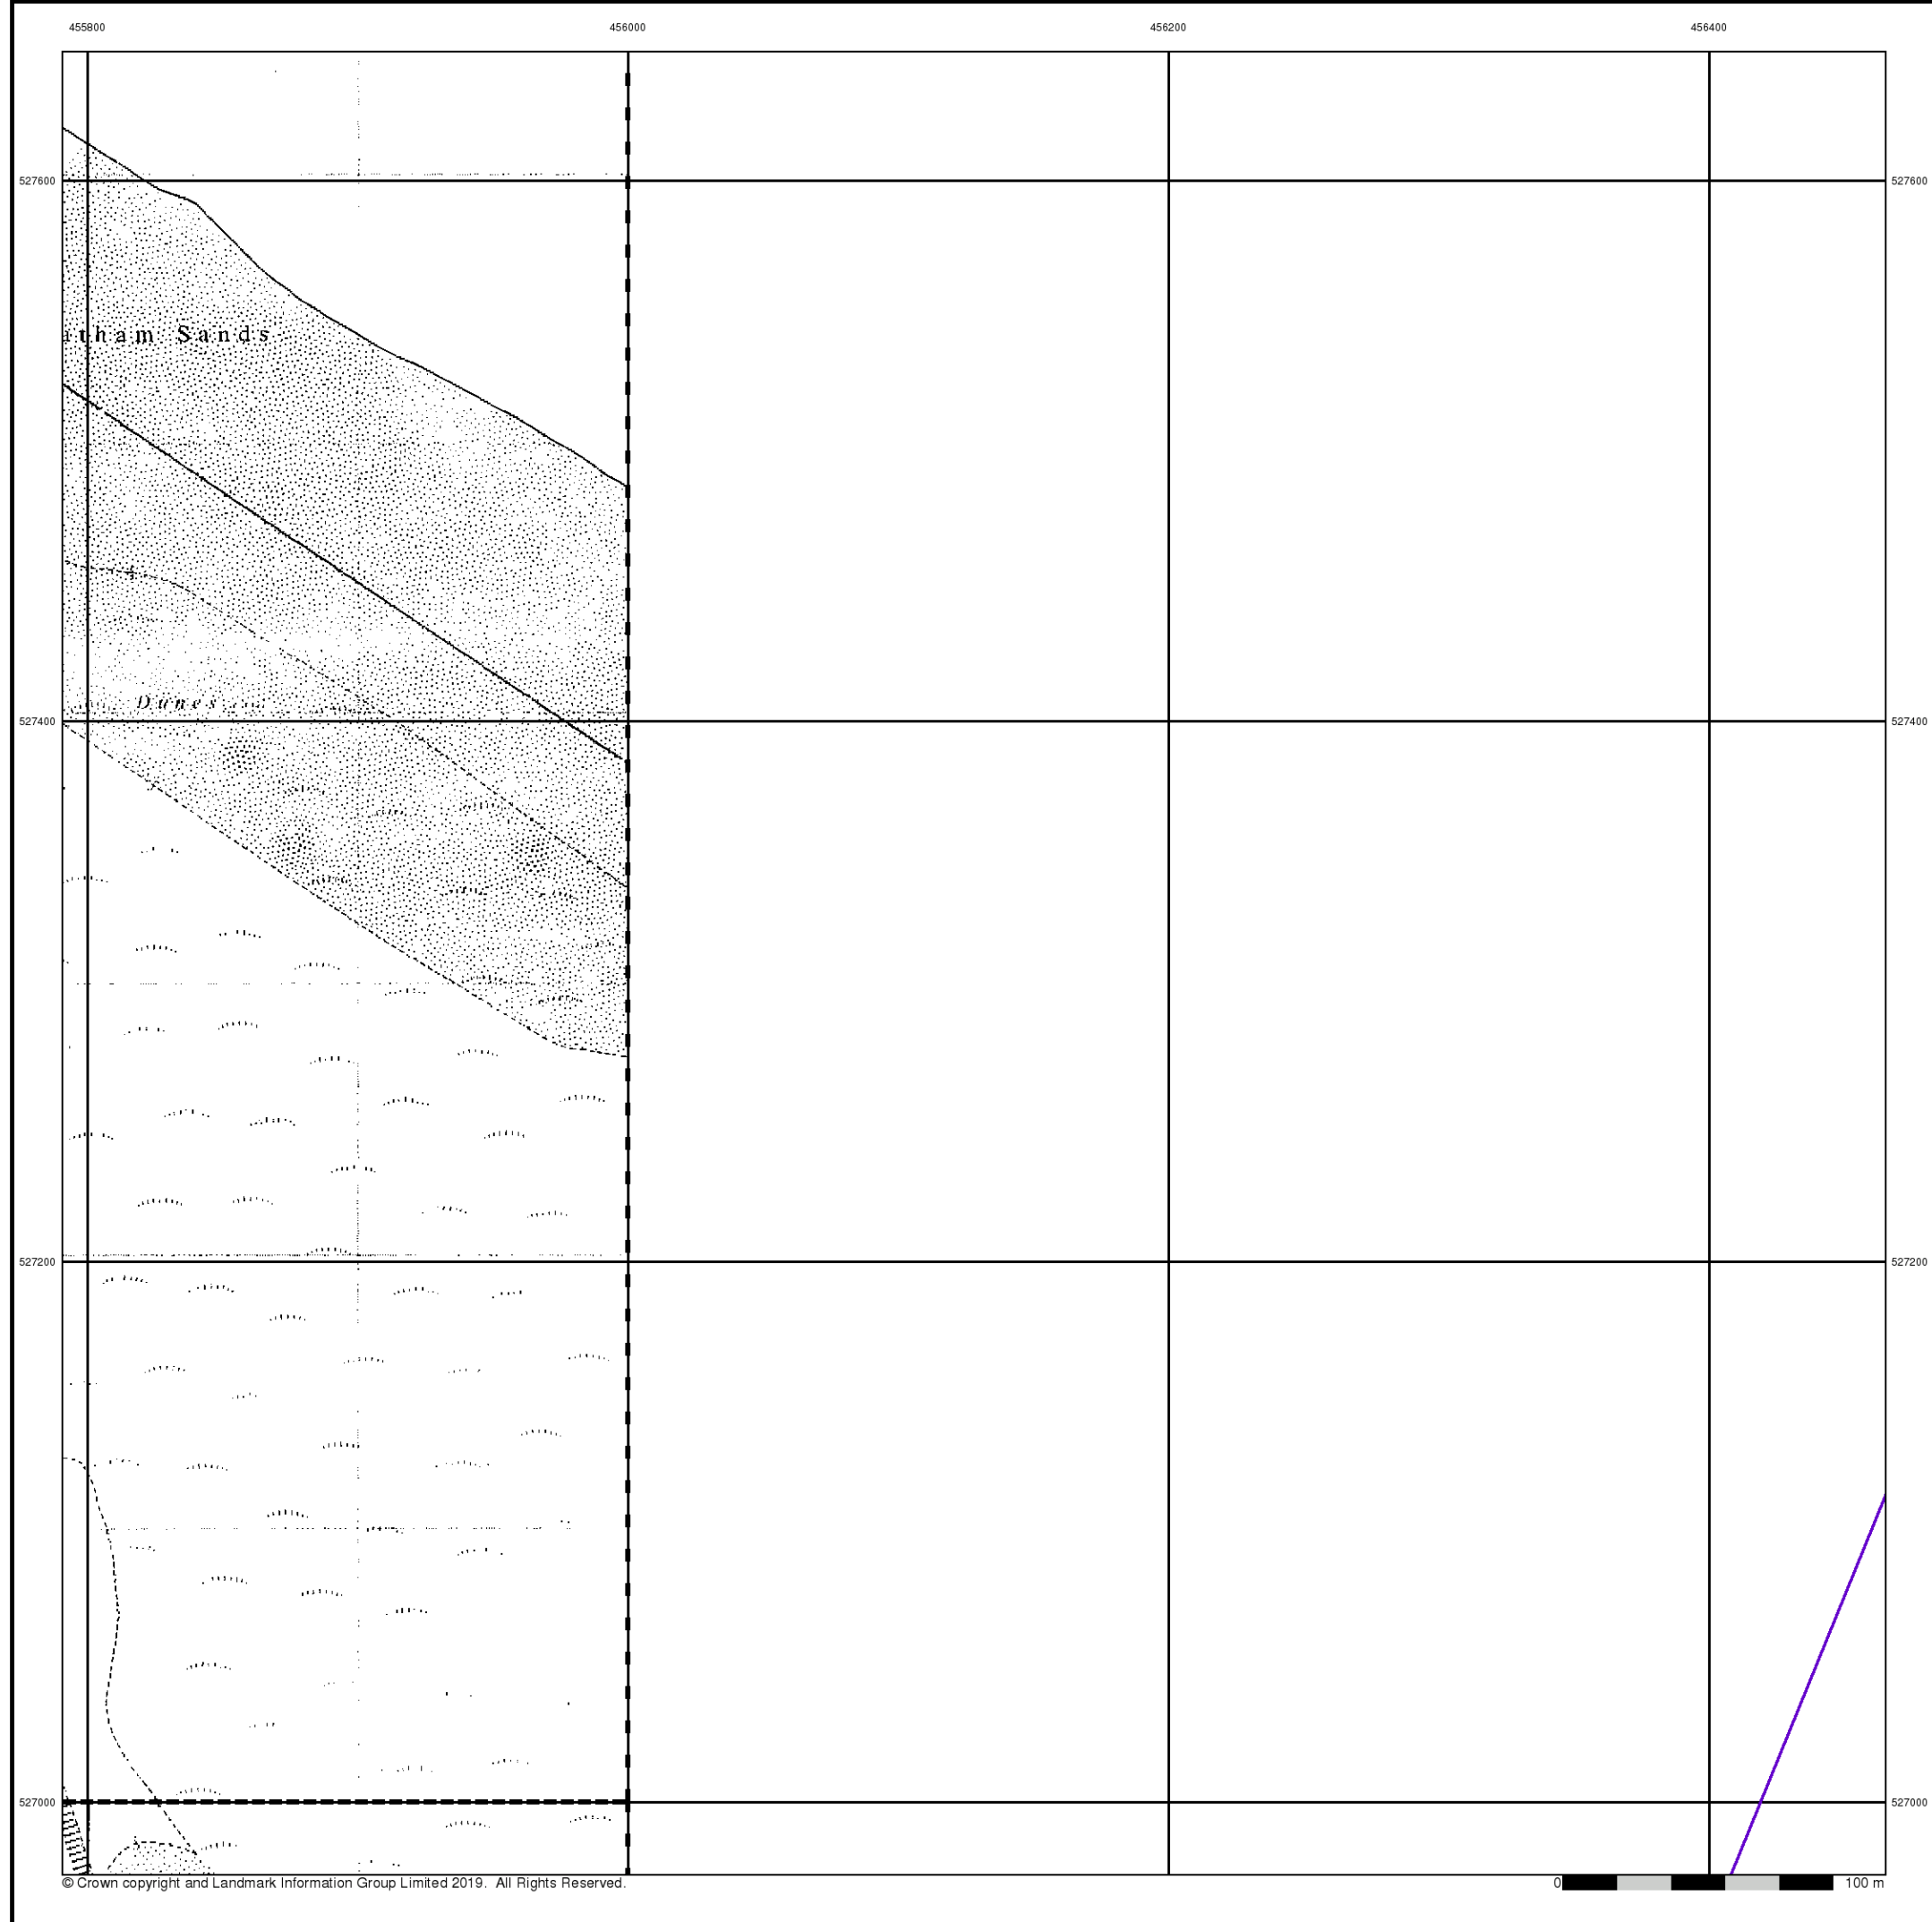 455800 456000 456200 456400
527600 527600
atham Sands
Dunes
527400 527400
527200 527200
527000 527000
© Crown copyright and Landmark Information Group Limited 2019. All Rights Reserved. 0 100 m